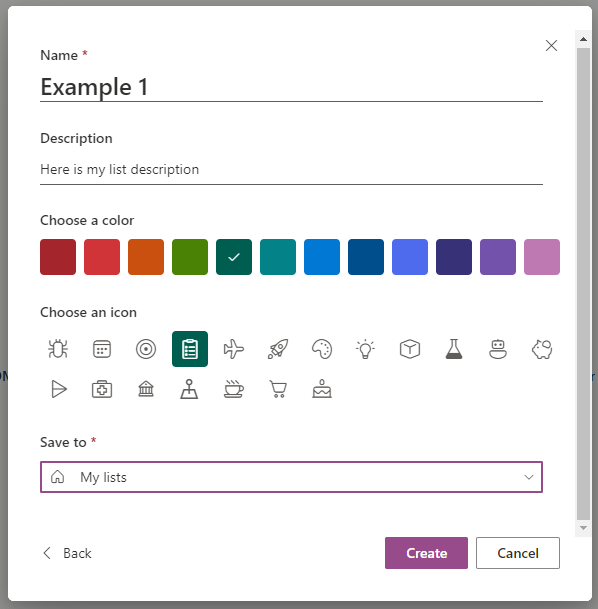 Name *
Example 1
Description
Here is my list description
Choose a color
Choose an icon
Save to *
My lists
Back
Create
Cancel